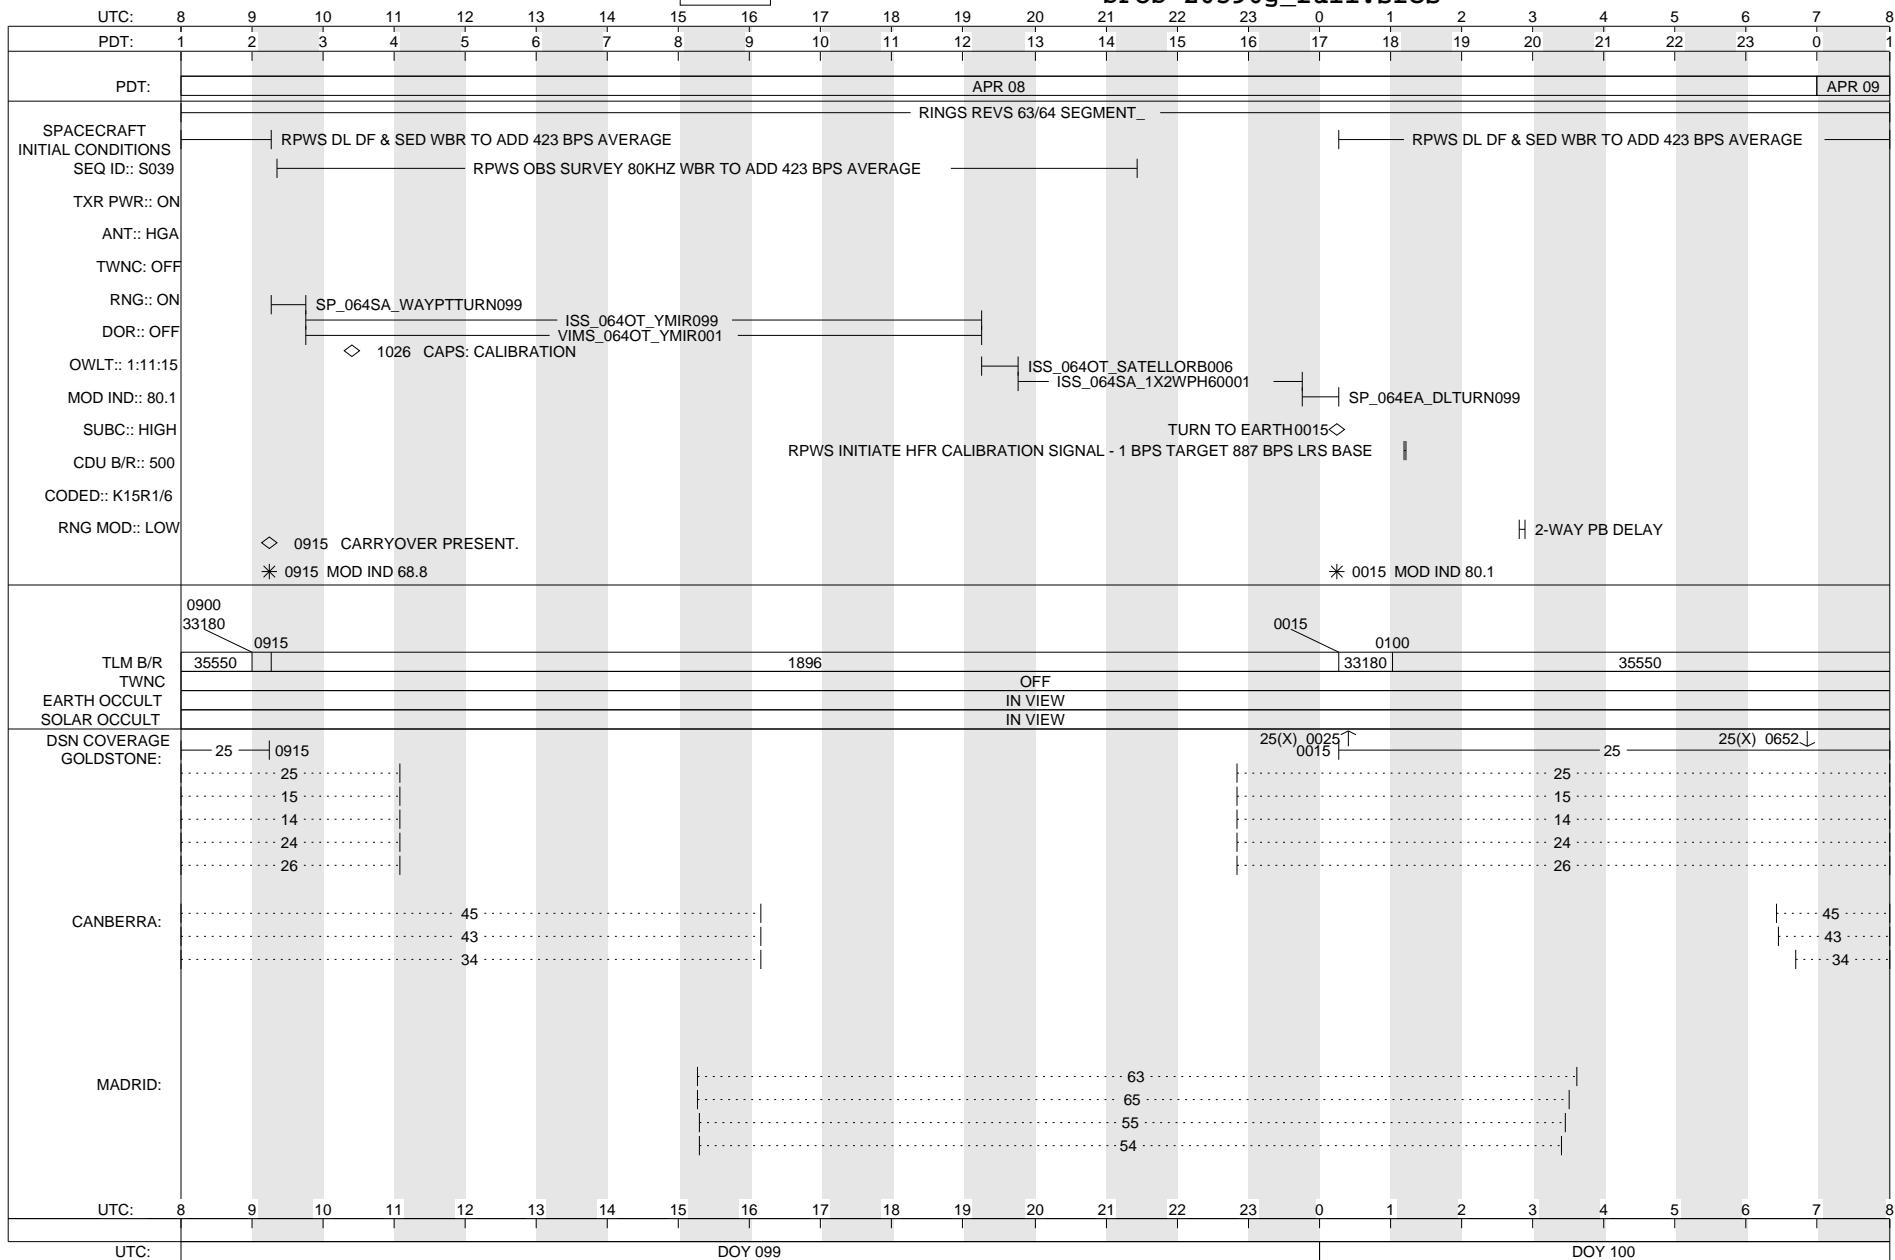 UTC: 8 9 10 11 12 13 14 15 16 17 18 19 20 21 22 23 0 1 2 3 4 5 6 7 8
PDT: 1 2 3 4 5 6 7 8 9 10 11 12 13 14 15 16 17 18 19 20 21 22 23 0 1
PDT: APR 08 APR 09
RINGS REVS 63/64 SEGMENT_
SPACECRAFT
INITIAL CONDITIONS
RPWS DL DF & SED WBR TO ADD 423 BPS AVERAGE RPWS DL DF & SED WBR TO ADD 423 BPS AVERAGE
SEQ ID:: S039 RPWS OBS SURVEY 80KHZ WBR TO ADD 423 BPS AVERAGE
TXR PWR:: ON
ANT:: HGA
TWNC: OFF
RNG:: ON SP_064SA_WAYPTTURN099
ISS_064OT_YMIR099
DOR:: OFF VIMS_064OT_YMIR001
1026 CAPS: CALIBRATION
OWLT:: 1:11:15 ISS_064OT_SATELLORB006
ISS_064SA_1X2WPH60001
MOD IND:: 80.1 SP_064EA_DLTURN099
SUBC:: HIGH TURN TO EARTH 0015
RPWS INITIATE HFR CALIBRATION SIGNAL - 1 BPS TARGET 887 BPS LRS BASE
CDU B/R:: 500
CODED:: K15R1/6
RNG MOD:: LOW 2-WAY PB DELAY
0915 CARRYOVER PRESENT.
0915 MOD IND 68.8 0015 MOD IND 80.1
0900
33180 0015
0915 0100
TLM B/R 35550 1896 33180 35550
TWNC OFF
EARTH OCCULT IN VIEW
SOLAR OCCULT IN VIEW
DSN COVERAGE 25(X) 0025 25(X) 0652
GOLDSTONE: 25 0915 0015 25
25 25
15 15
14 14
24 24
26 26
CANBERRA: 45 45
43 43
34 34
MADRID: 63
65
55
54
UTC: 8 9 10 11 12 13 14 15 16 17 18 19 20 21 22 23 0 1 2 3 4 5 6 7 8
UTC: DOY 099 DOY 100